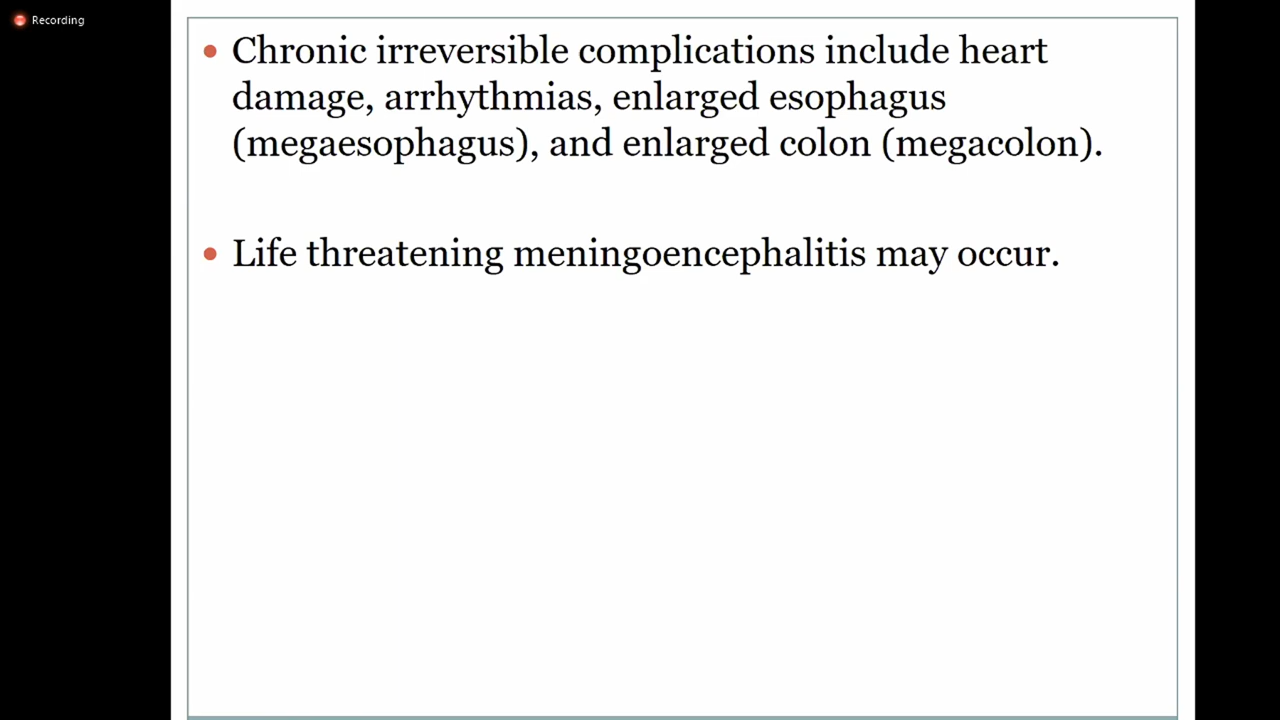 Recording
• Chronic irreversible complications include heart
damage, arrhythmias, enlarged esophagus
(megaesophagus), and enlarged colon (megacolon).
• Life threatening meningoencephalitis may occur.